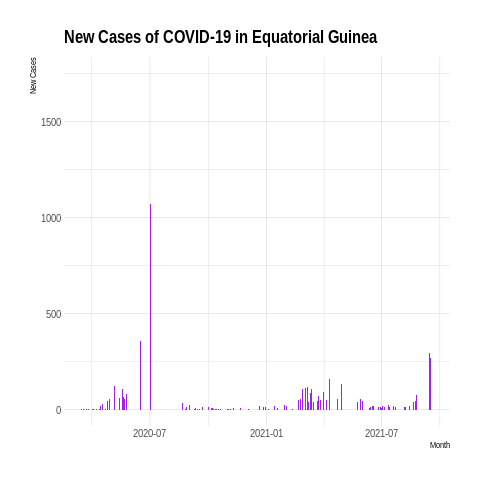 New Cases of COVID-19 in Equatorial Guinea
New Cases
1500
1000
500
0
2020-07
2021-01
2021-07
Month